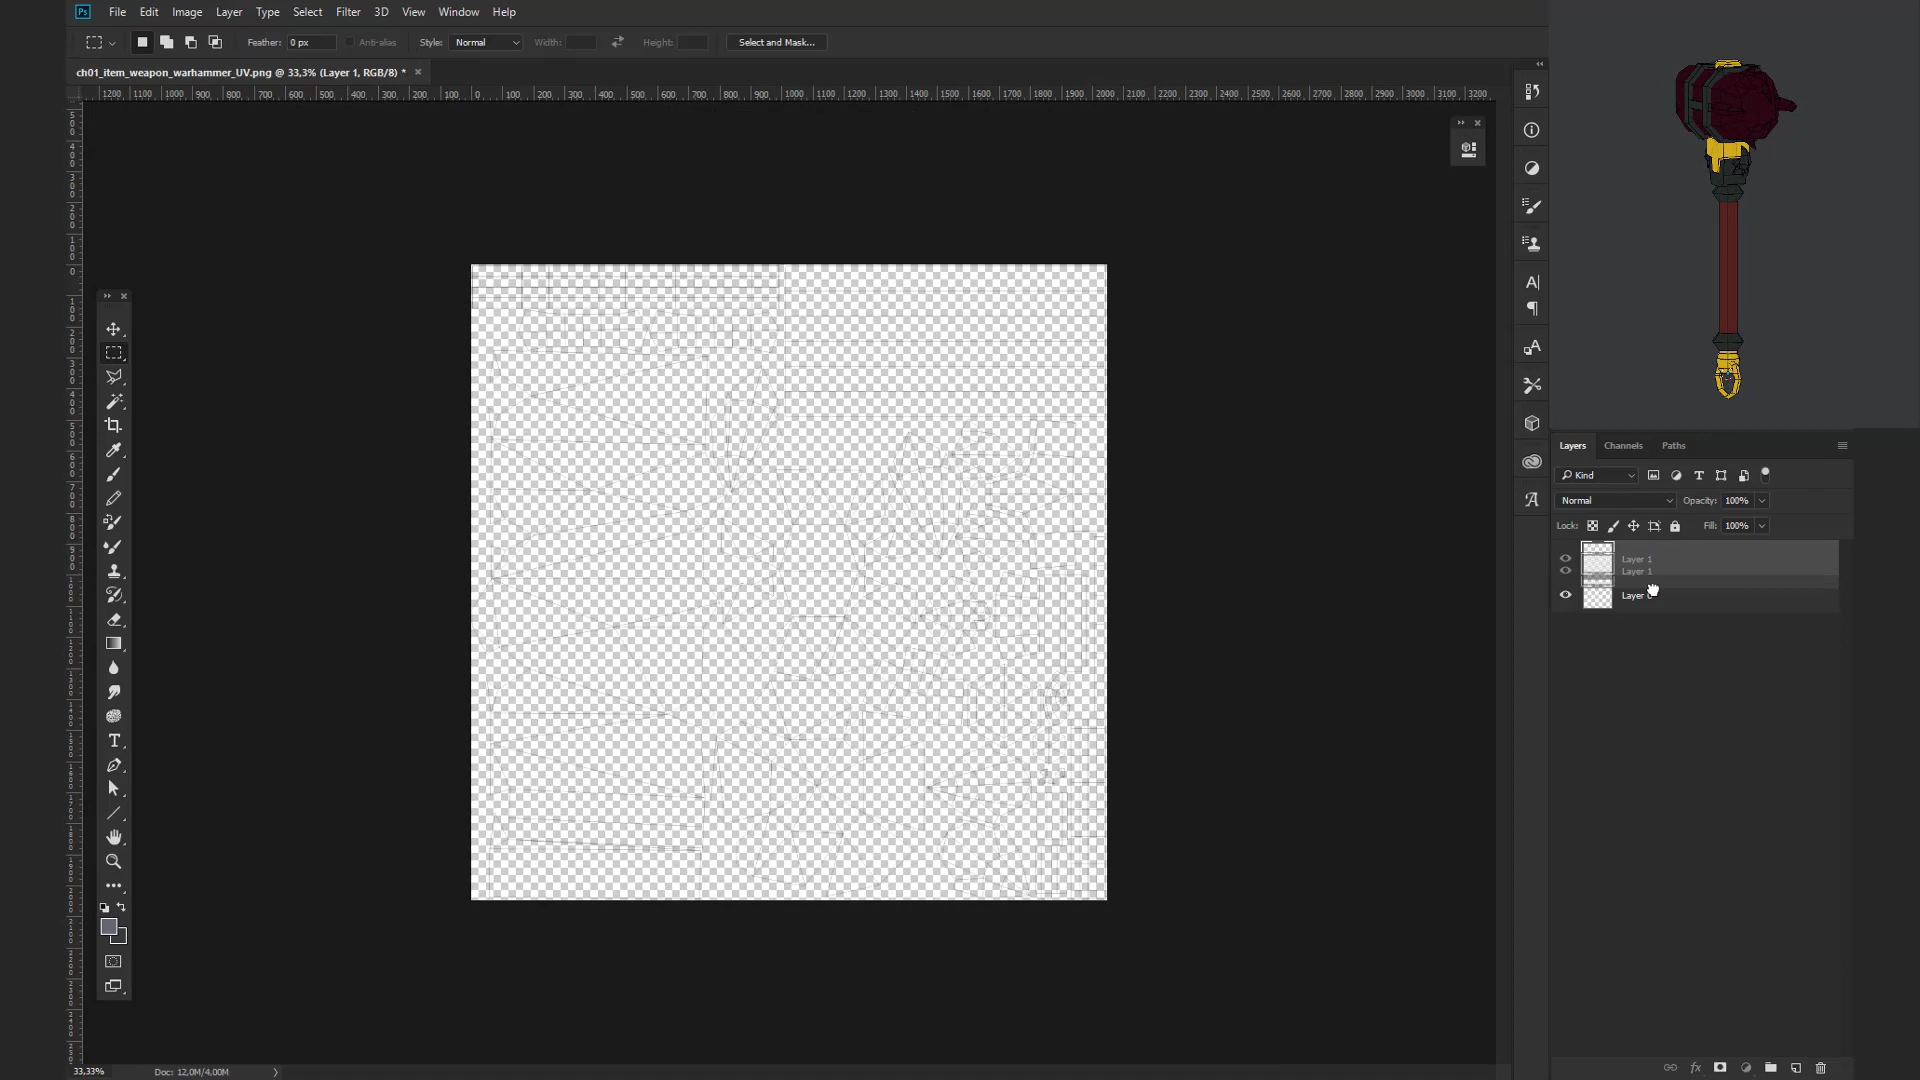 Ps File Edit Image Layer Type Select Filter 3D View Window Help
Feather: 0 px Anti-alias Style: Normal Width: Height: Select and Mask...
ch01_item_weapon_warhammer_UV.png @ 33,3% (Layer 1, RGB/8) * ×
1200 1100 1000 900 800 700 600 500 400 300 200 100 0 100 200 300 400 500 600 700 800 900 1000 1100 1200 1300 1400 1500 1600 1700 1800 1900 2000 2100 2200 2300 2400 2500 2600 2700 2800 2900 3000 3100 3200
Layers Channels Paths
Kind
Normal Opacity: 100%
Lock: Fill: 100%
Layer 1
Layer 1
Layer
33,33% Doc: 12,0M/4,00M